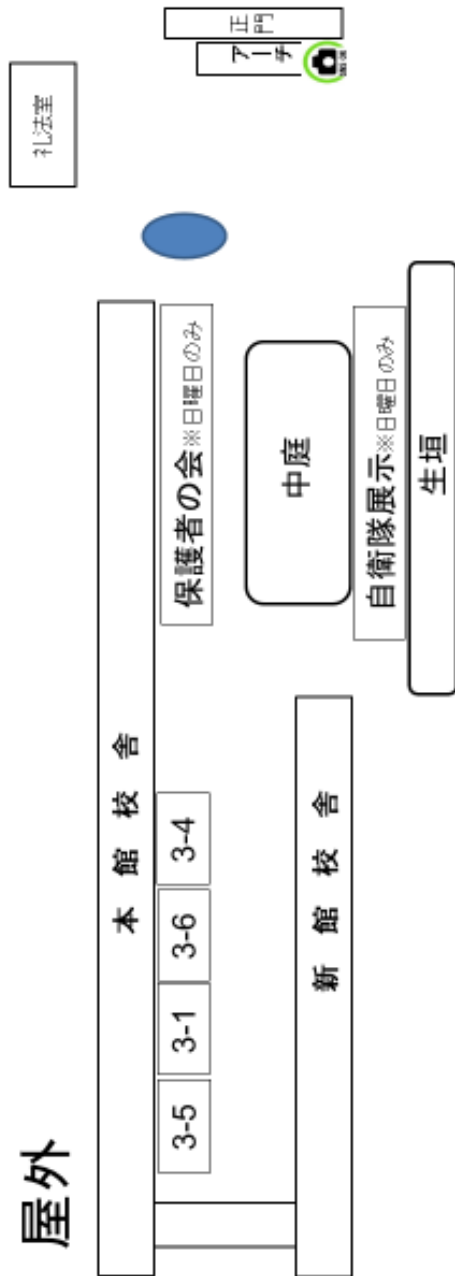 屋外
本館校舎
3-5
3-1
3-6
3-4
保護者の会※日曜日のみ
礼法室
新館校舎
中庭
自衛隊展示※日曜日のみ
生垣
正門
アーチ